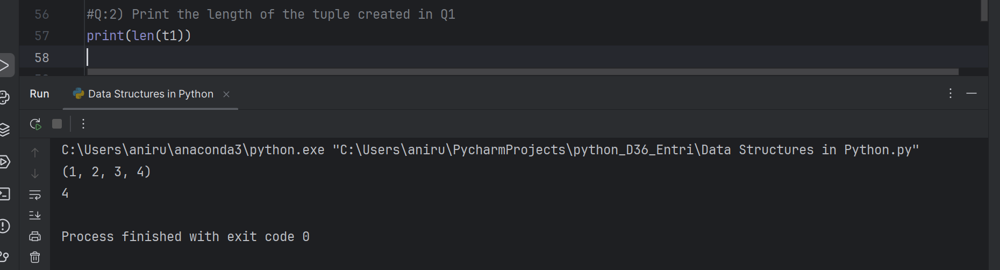 56 #Q:2) Print the length of the tuple created in Q1
57 print(len(t1))
58
Run Data Structures in Python
C:\Users\aniru\anaconda3\python.exe "C:\Users\aniru\PycharmProjects\python_D36_Entri\Data Structures in Python.py"
(1, 2, 3, 4)
4
Process finished with exit code 0